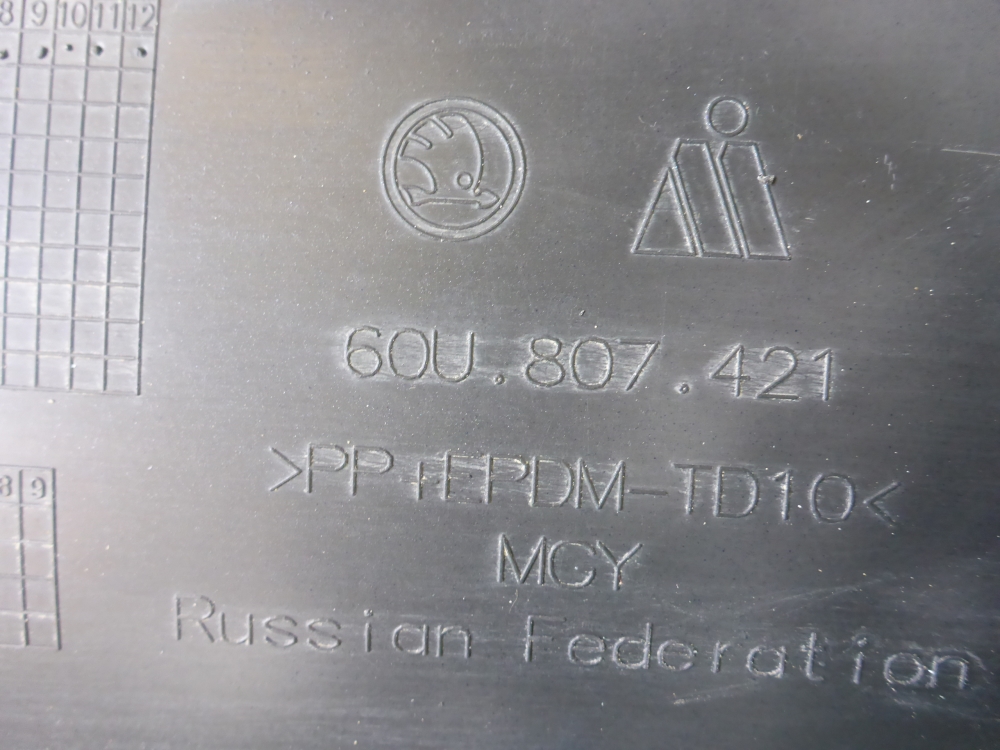 8 9 10 11 12
60U.807.421
>PP+EPDM-TD10<
8 9
MCY
Russian Federation